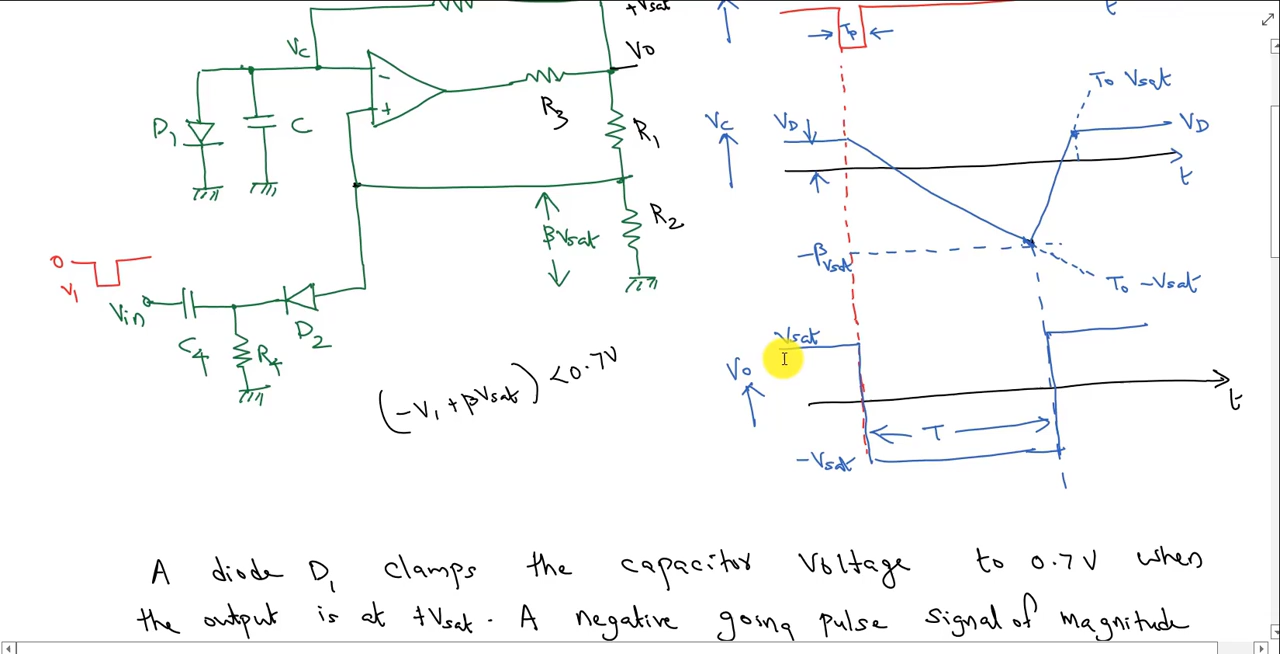 +Vsat
Vc
Vo
R3
R1
D1
C
R2
βVsat
0
V1
Vin
C4
R4
D2
(-V1 + βVsat) < 0.7V
t
Tp
To Vsat
Vc
VD
VD
t
-βVsat
To -Vsat
Vsat
Vo
t
T
-Vsat
A diode D1 clamps the capacitor Voltage to 0.7V when
the output is at +Vsat. A negative going pulse signal of magnitude